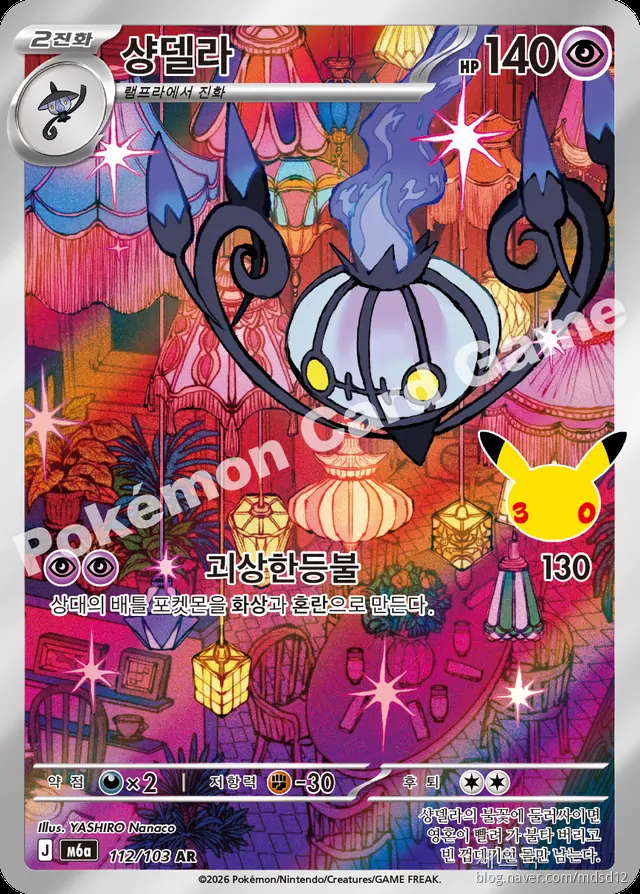 2진화
샹델라
HP 140
램프라에서 진화
Pokémon Card Game
30
괴상한등불 130
상대의 배틀 포켓몬을 화상과 혼란으로 만든다.
약점 ×2 저항력 -30 후퇴
Illus. YASHIRO Nanaco
J M6a 112/103 AR
샹델라의 불꽃에 둘러싸이면
영혼이 빨려 가 불타 버리고
빈 껍데기인 몸만 남는다.
©2026 Pokémon/Nintendo/Creatures/GAME FREAK.
blog.naver.com/mdsd12